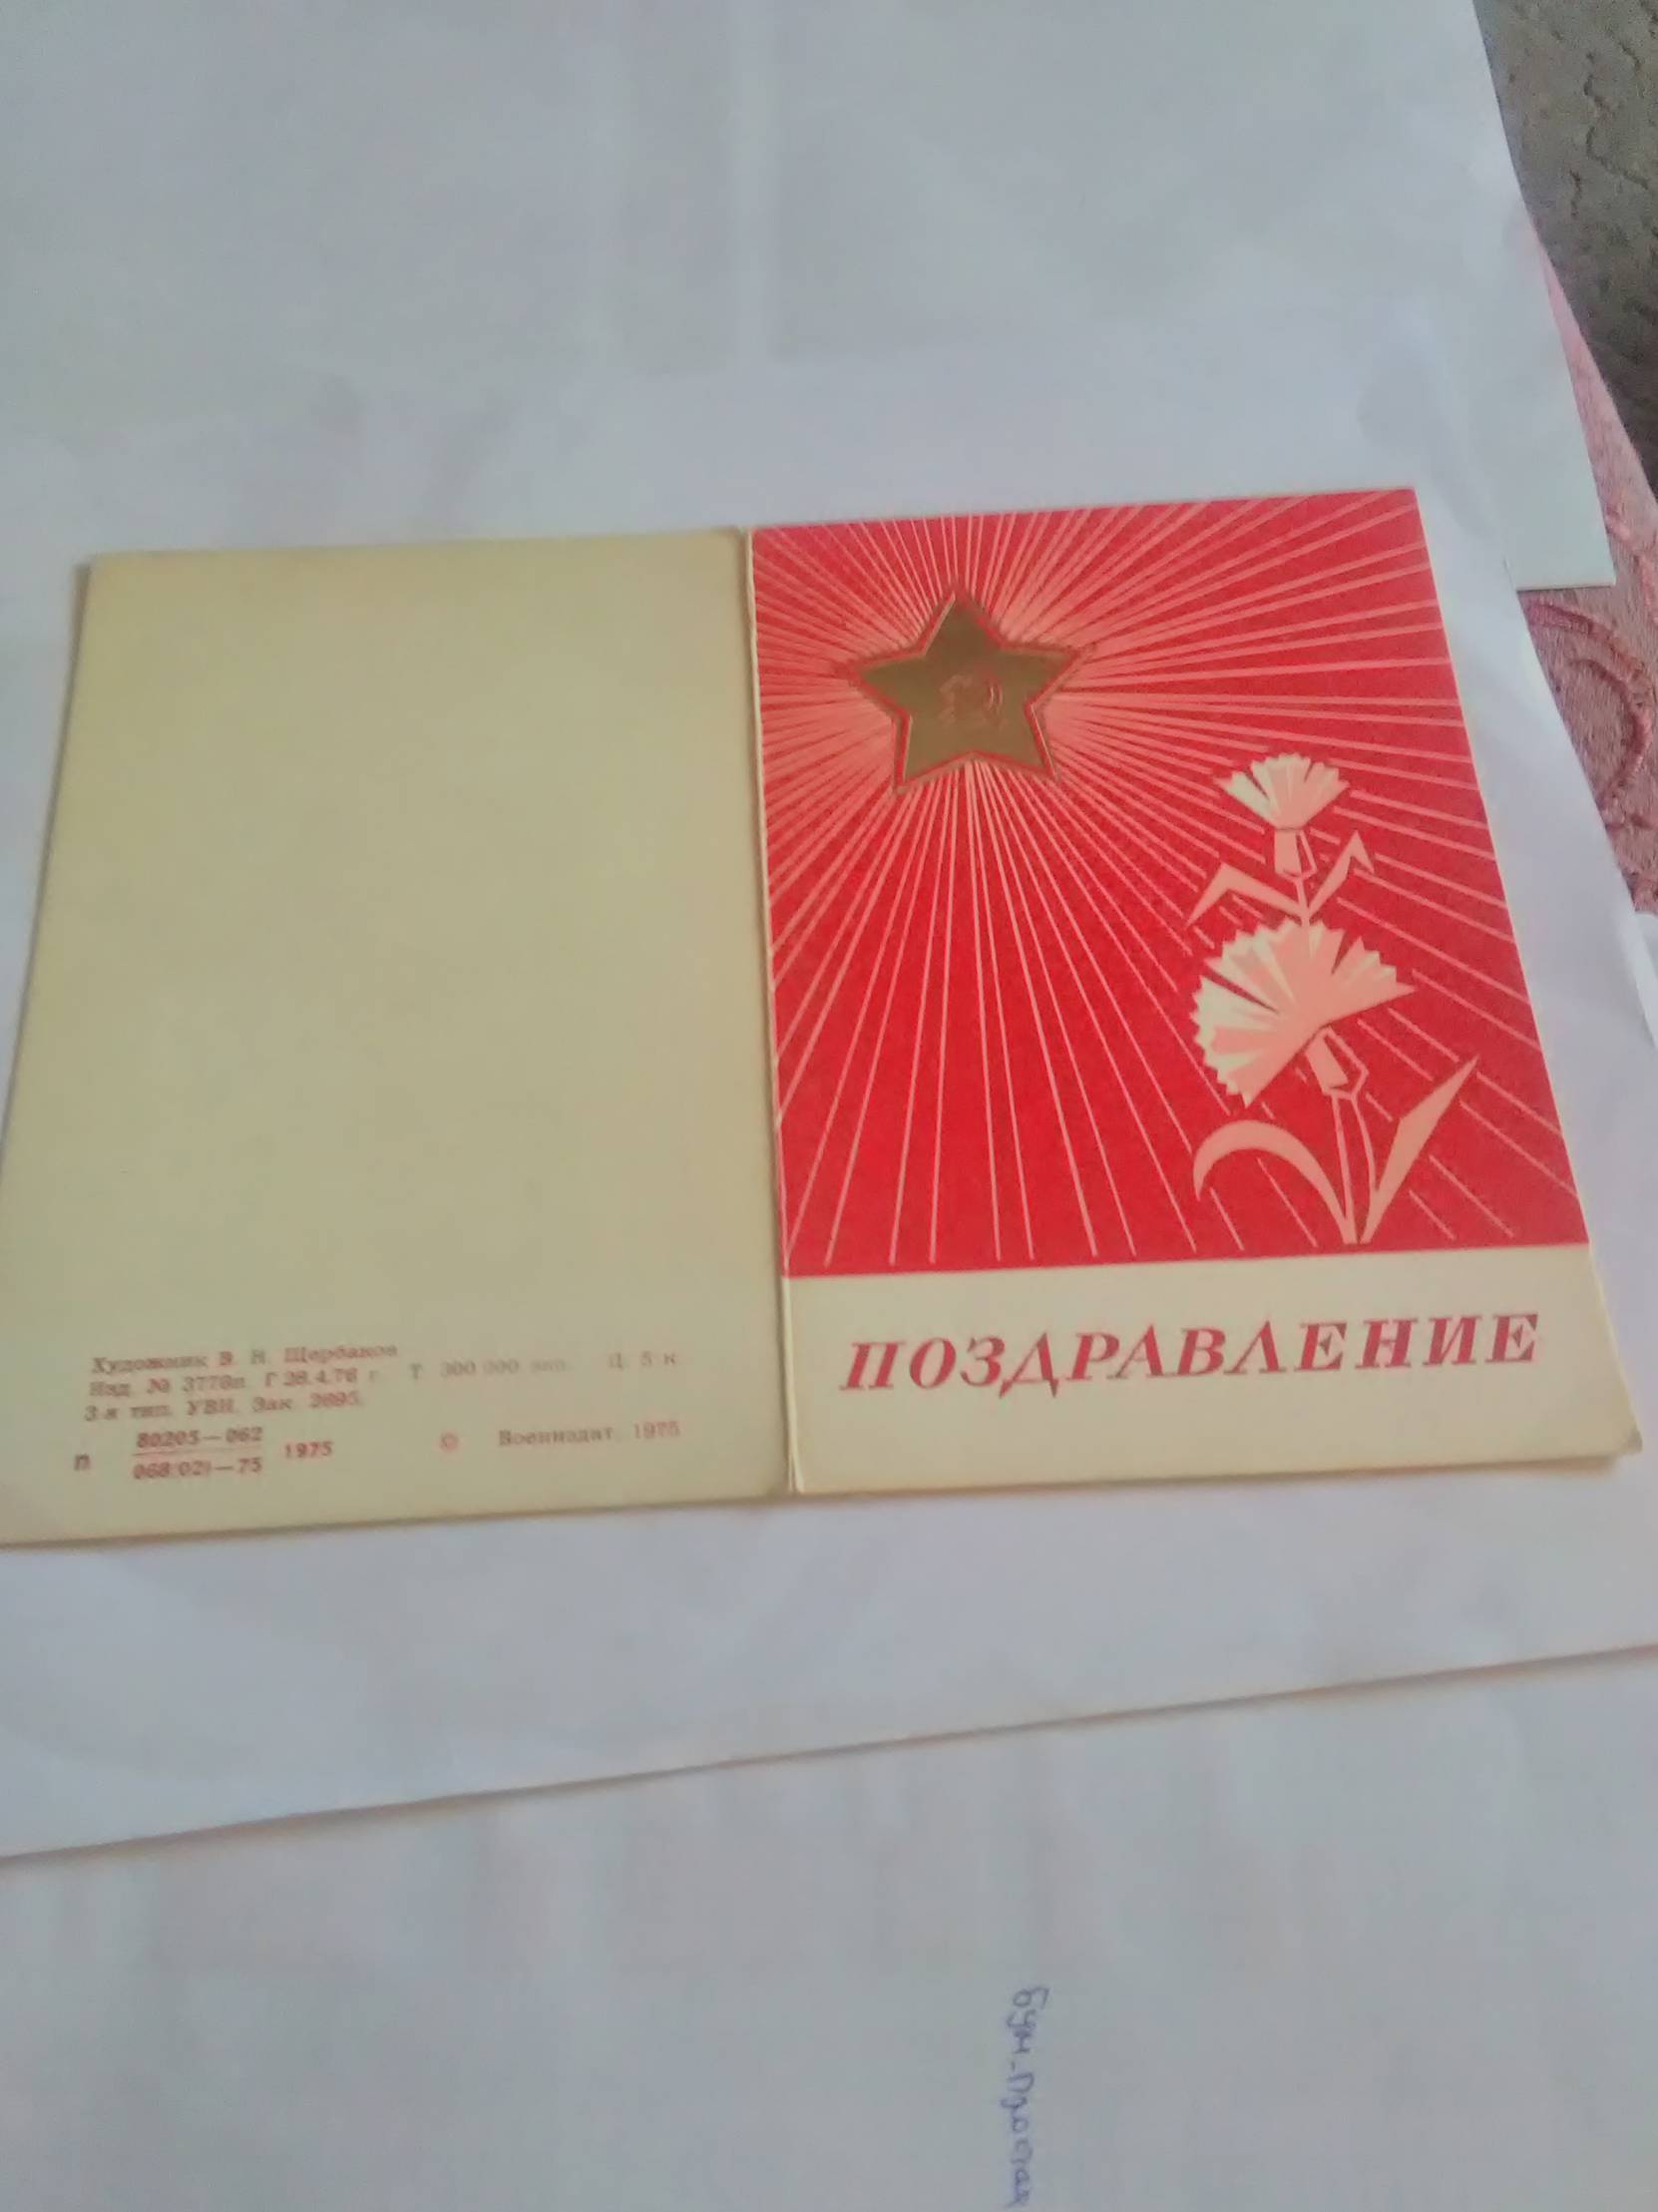 Художник В. Н. Щербаков
Изд. № 3778п. Г 28.4.76 г. Т 300 000 экз. Ц. 5 к.
3-я тип. УВИ. Зак. 2695.
П 80205—062 1975 © Воениздат, 1975
068(02)—75
ПОЗДРАВЛЕНИЕ